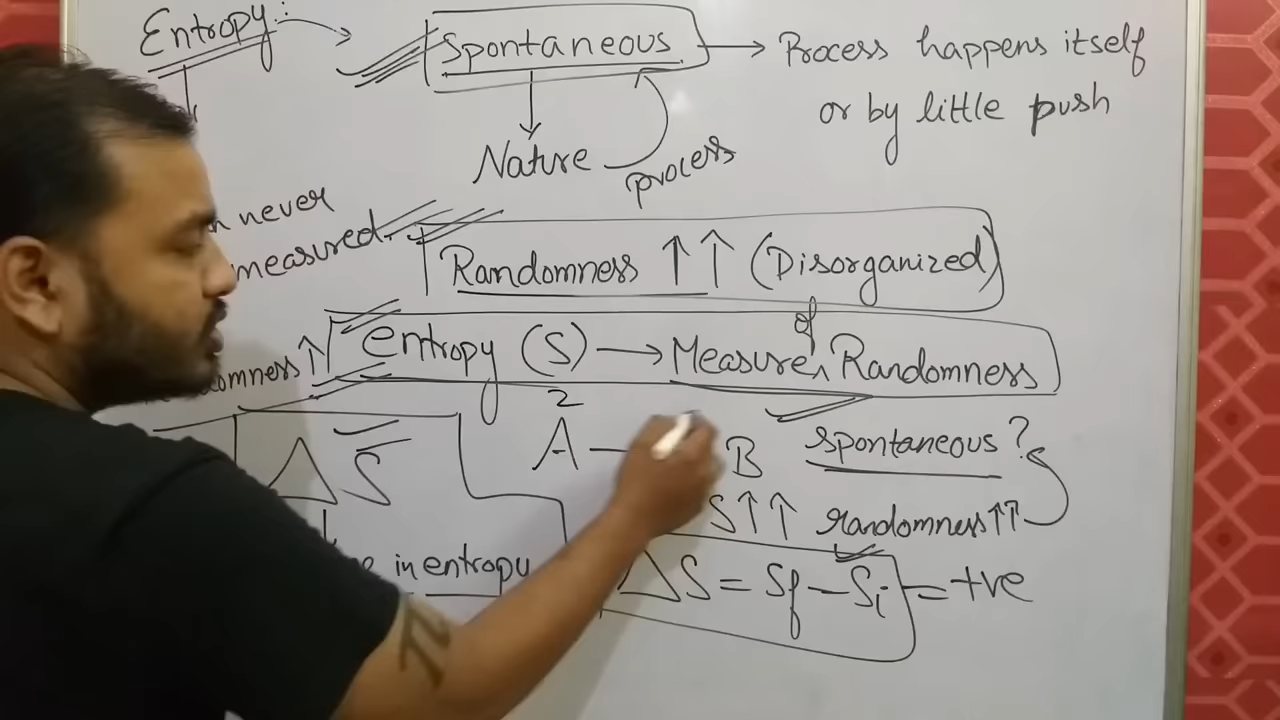 Entropy: → Spontaneous → Process happens itself
or by little push
Nature process
never
measured.
Randomness ↑↑ (Disorganized)
of
Entropy (S) → Measure ^ Randomness
↑
2
A — B spontaneous?
ΔS
S↑↑ randomness↑↑
in entropy
ΔS = Sf – Si = +ve
π